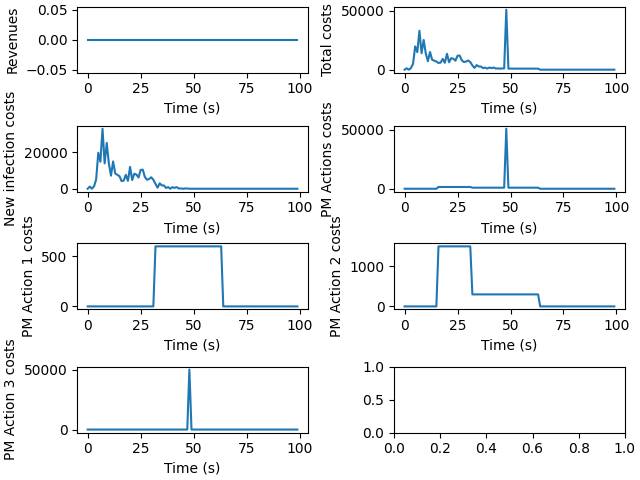 Revenues
0.05
0.00
−0.05
0 25 50 75 100
Time (s)
Total costs
50000
0
0 25 50 75 100
Time (s)
New infection costs
20000
0
0 25 50 75 100
Time (s)
PM Actions costs
50000
0
0 25 50 75 100
Time (s)
PM Action 1 costs
500
0
0 25 50 75 100
Time (s)
PM Action 2 costs
1000
0
0 25 50 75 100
Time (s)
PM Action 3 costs
50000
0
0 25 50 75 100
Time (s)
1.0
0.5
0.0
0.0 0.2 0.4 0.6 0.8 1.0